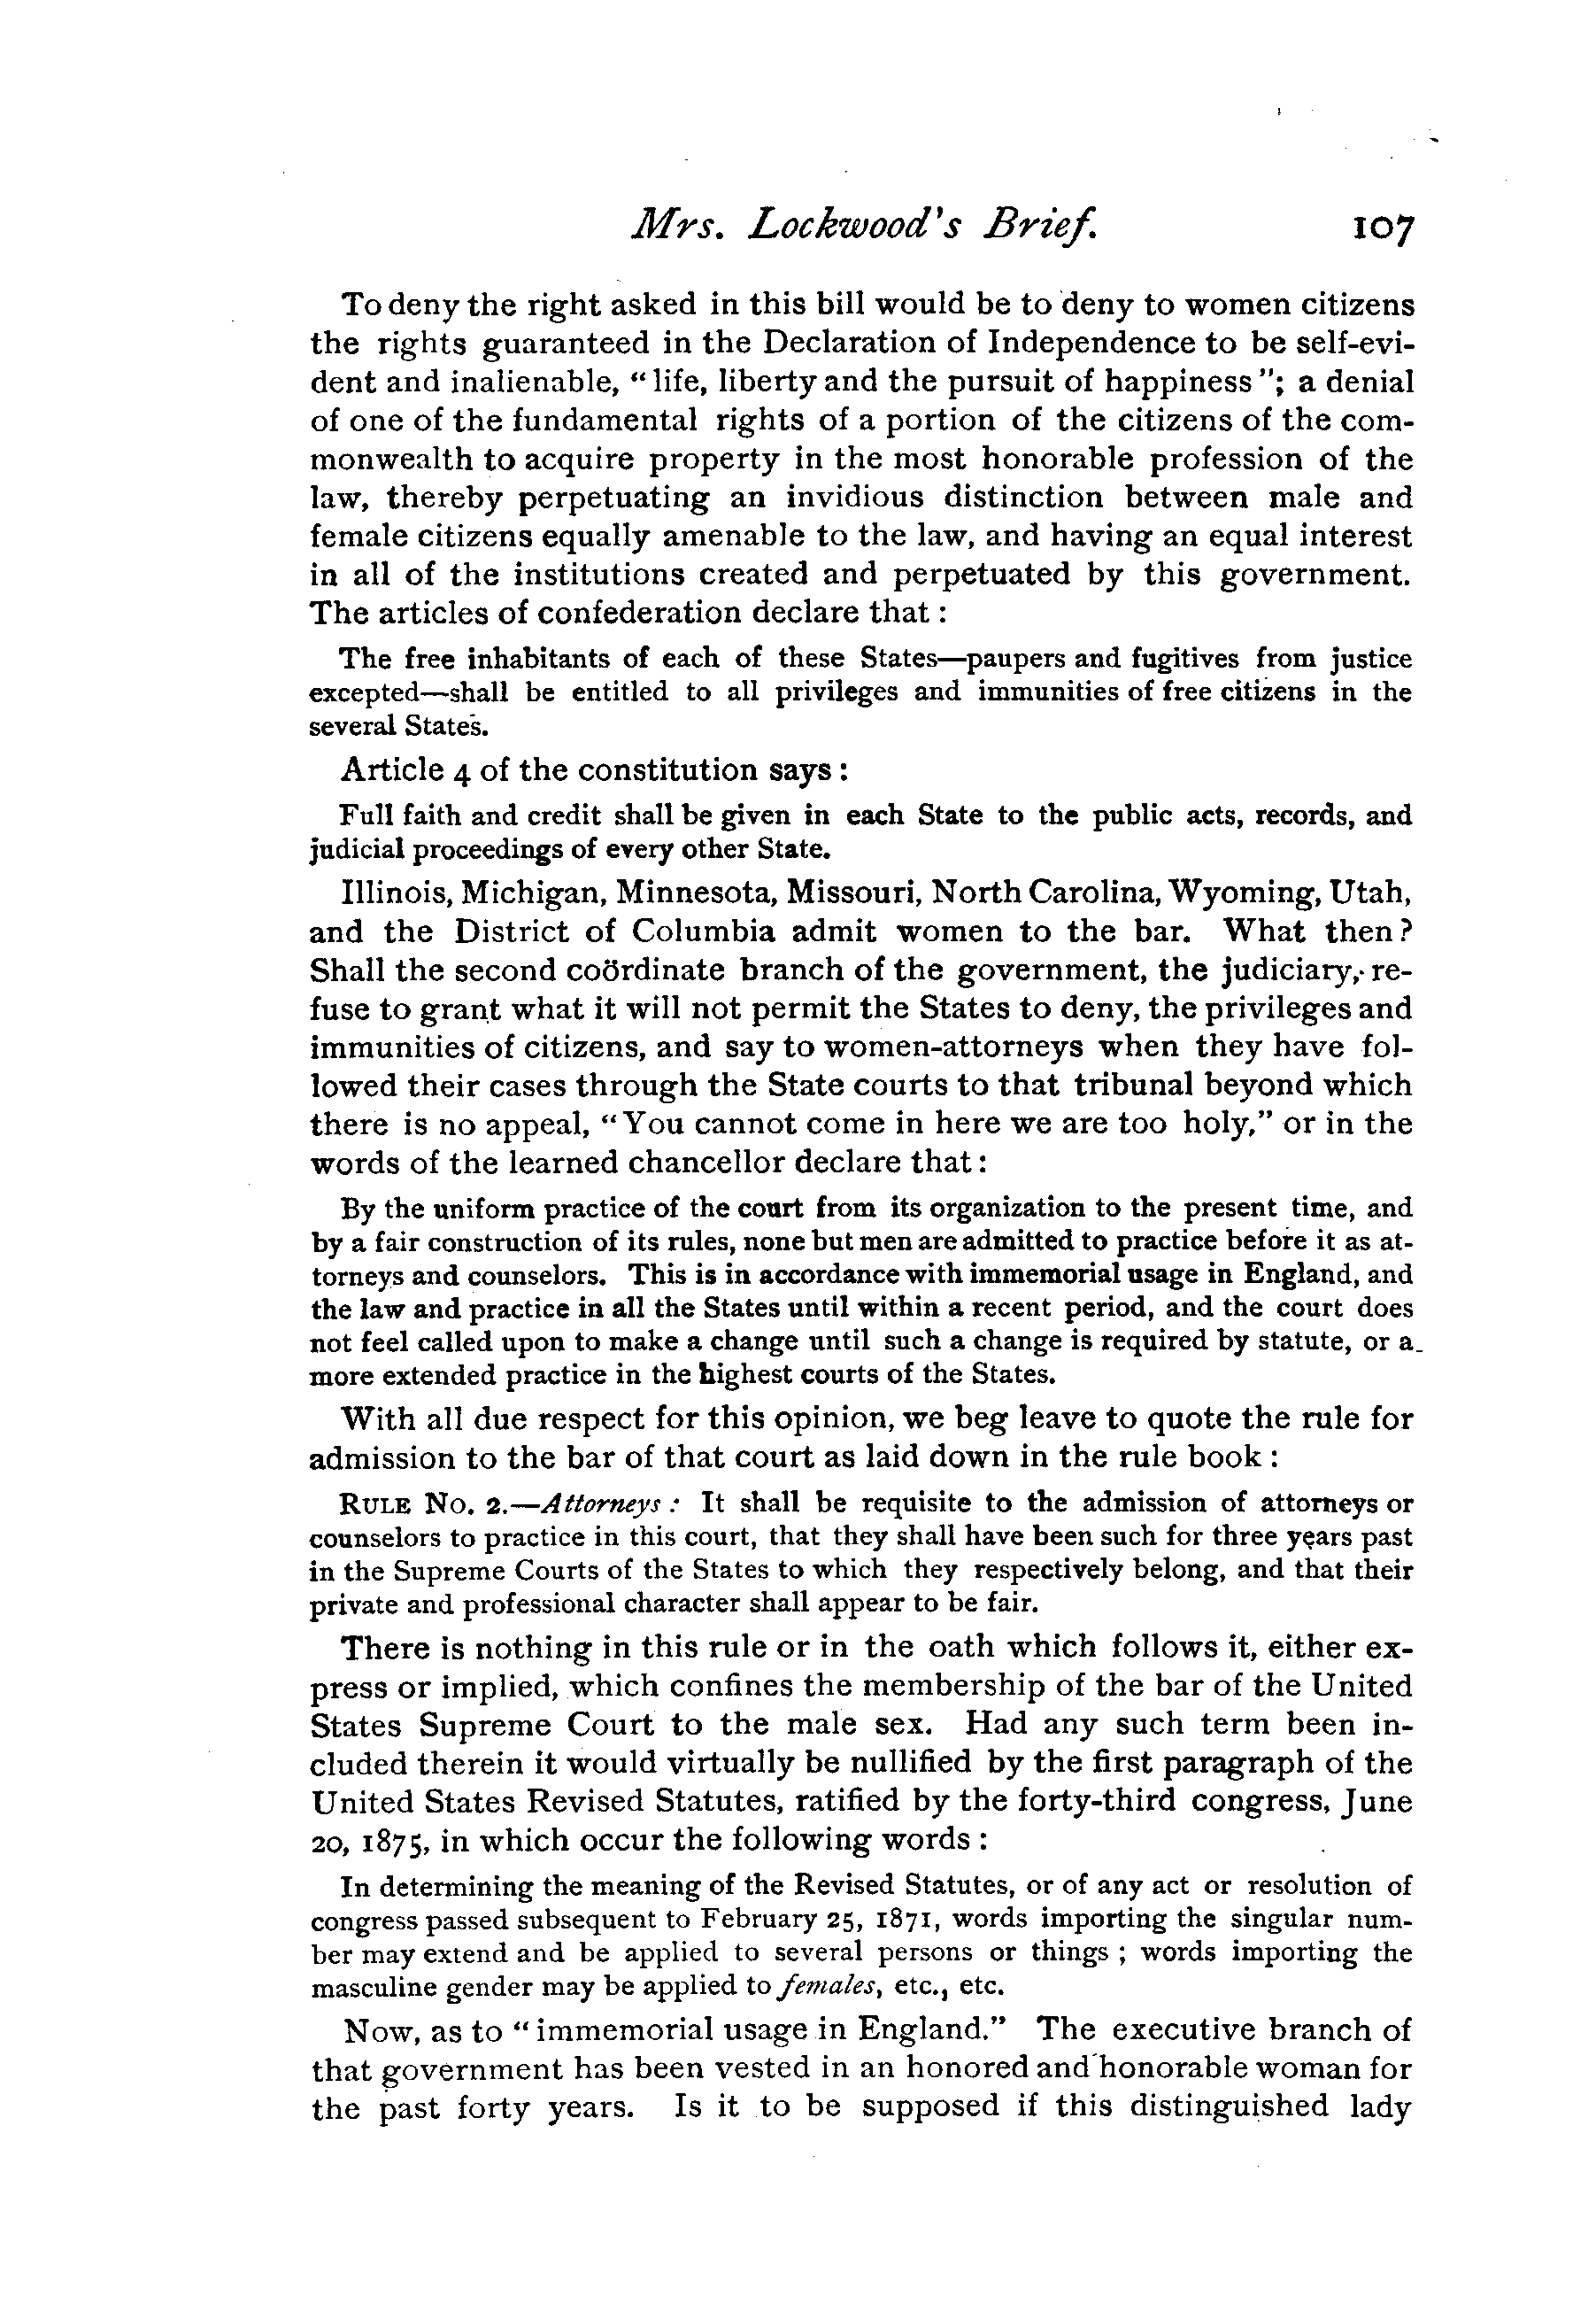 Mrs. Lockwood's Brief. 107
To deny the right asked in this bill would be to deny to women citizens
the rights guaranteed in the Declaration of Independence to be self-evi-
dent and inalienable, "life, liberty and the pursuit of happiness"; a denial
of one of the fundamental rights of a portion of the citizens of the com-
monwealth to acquire property in the most honorable profession of the
law, thereby perpetuating an invidious distinction between male and
female citizens equally amenable to the law, and having an equal interest
in all of the institutions created and perpetuated by this government.
The articles of confederation declare that :
The free inhabitants of each of these States—paupers and fugitives from justice
excepted—shall be entitled to all privileges and immunities of free citizens in the
several States.
Article 4 of the constitution says :
Full faith and credit shall be given in each State to the public acts, records, and
judicial proceedings of every other State.
Illinois, Michigan, Minnesota, Missouri, North Carolina, Wyoming, Utah,
and the District of Columbia admit women to the bar. What then?
Shall the second coördinate branch of the government, the judiciary, re-
fuse to grant what it will not permit the States to deny, the privileges and
immunities of citizens, and say to women-attorneys when they have fol-
lowed their cases through the State courts to that tribunal beyond which
there is no appeal, "You cannot come in here we are too holy," or in the
words of the learned chancellor declare that :
By the uniform practice of the court from its organization to the present time, and
by a fair construction of its rules, none but men are admitted to practice before it as at-
torneys and counselors. This is in accordance with immemorial usage in England, and
the law and practice in all the States until within a recent period, and the court does
not feel called upon to make a change until such a change is required by statute, or a
more extended practice in the highest courts of the States.
With all due respect for this opinion, we beg leave to quote the rule for
admission to the bar of that court as laid down in the rule book :
RULE NO. 2.—Attorneys : It shall be requisite to the admission of attorneys or
counselors to practice in this court, that they shall have been such for three years past
in the Supreme Courts of the States to which they respectively belong, and that their
private and professional character shall appear to be fair.
There is nothing in this rule or in the oath which follows it, either ex-
press or implied, which confines the membership of the bar of the United
States Supreme Court to the male sex. Had any such term been in-
cluded therein it would virtually be nullified by the first paragraph of the
United States Revised Statutes, ratified by the forty-third congress, June
20, 1875, in which occur the following words :
In determining the meaning of the Revised Statutes, or of any act or resolution of
congress passed subsequent to February 25, 1871, words importing the singular num-
ber may extend and be applied to several persons or things ; words importing the
masculine gender may be applied to females, etc., etc.
Now, as to "immemorial usage in England." The executive branch of
that government has been vested in an honored and honorable woman for
the past forty years. Is it to be supposed if this distinguished lady